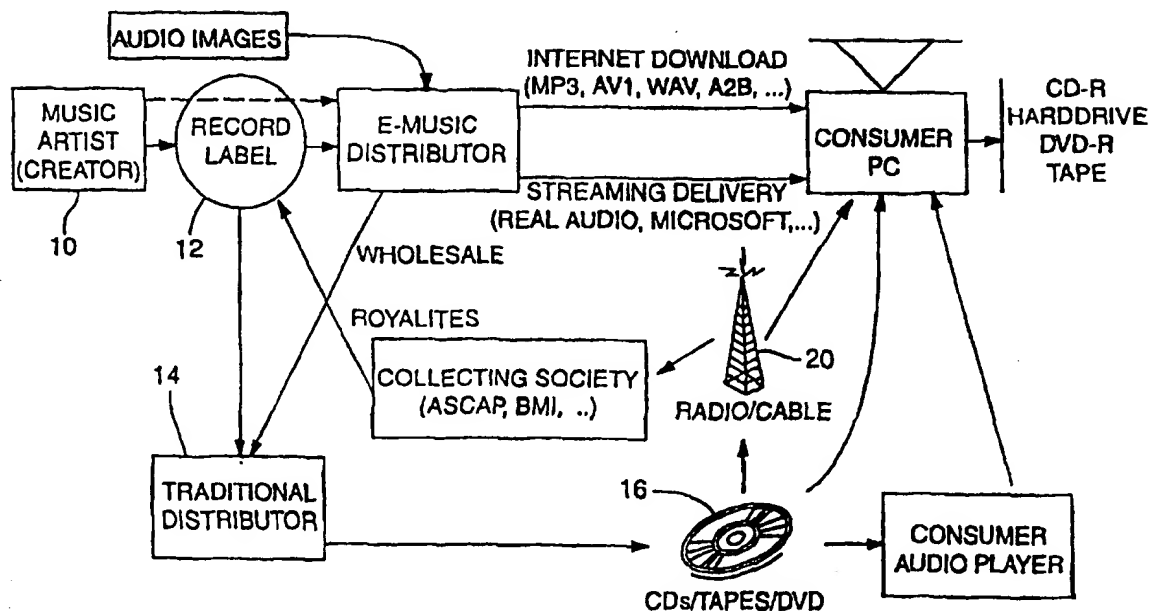 AUDIO IMAGES
INTERNET DOWNLOAD
(MP3, AV1, WAV, A2B, ...)
MUSIC
ARTIST
(CREATOR)
RECORD
LABEL
E-MUSIC
DISTRIBUTOR
CONSUMER
PC
CD-R
HARDDRIVE
DVD-R
TAPE
STREAMING DELIVERY
(REAL AUDIO, MICROSOFT,...)
10
12
WHOLESALE
ROYALITES
COLLECTING SOCIETY
(ASCAP, BMI, ..)
20
RADIO/CABLE
14
TRADITIONAL
DISTRIBUTOR
16
CDs/TAPES/DVD
CONSUMER
AUDIO PLAYER